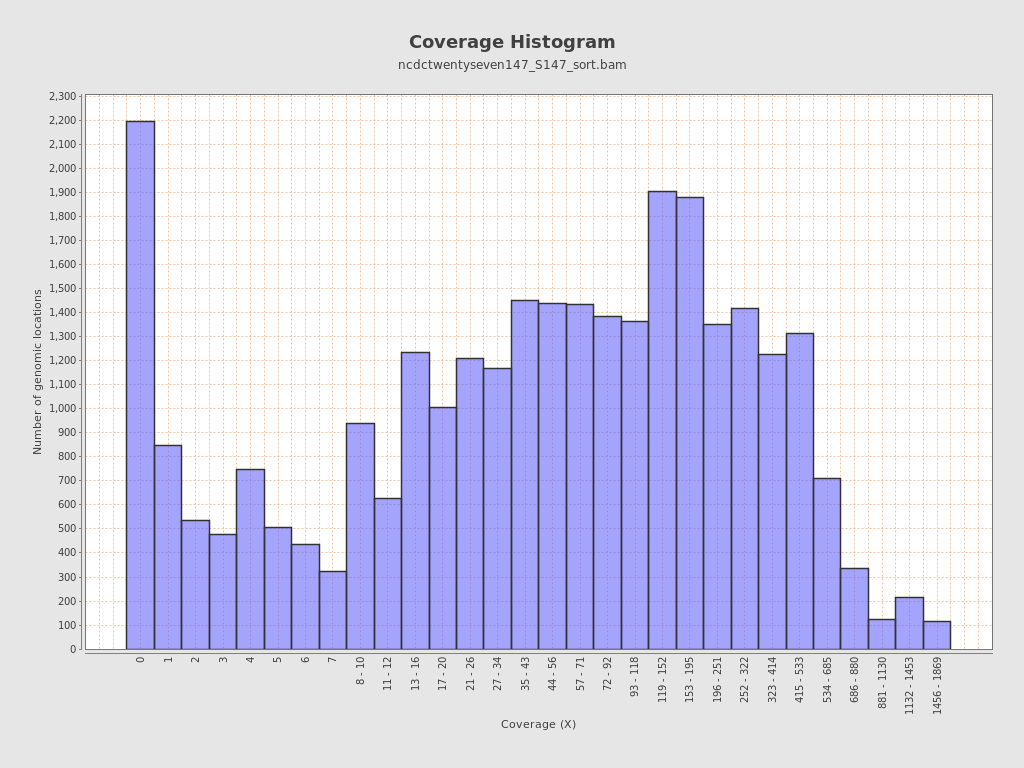 Coverage Histogram
ncdctwentyseven147_S147_sort.bam
2,300
2,200
2,100
2,000
1,900
1,800
1,700
1,600
1,500
1,400
1,300
1,200
1,100
1,000
900
800
700
600
500
400
300
200
100
0
Number of genomic locations
0
1
2
3
4
5
6
7
8 - 10
11 - 12
13 - 16
17 - 20
21 - 26
27 - 34
35 - 43
44 - 56
57 - 71
72 - 92
93 - 118
119 - 152
153 - 195
196 - 251
252 - 322
323 - 414
415 - 533
534 - 685
686 - 880
881 - 1130
1132 - 1453
1456 - 1869
Coverage (X)